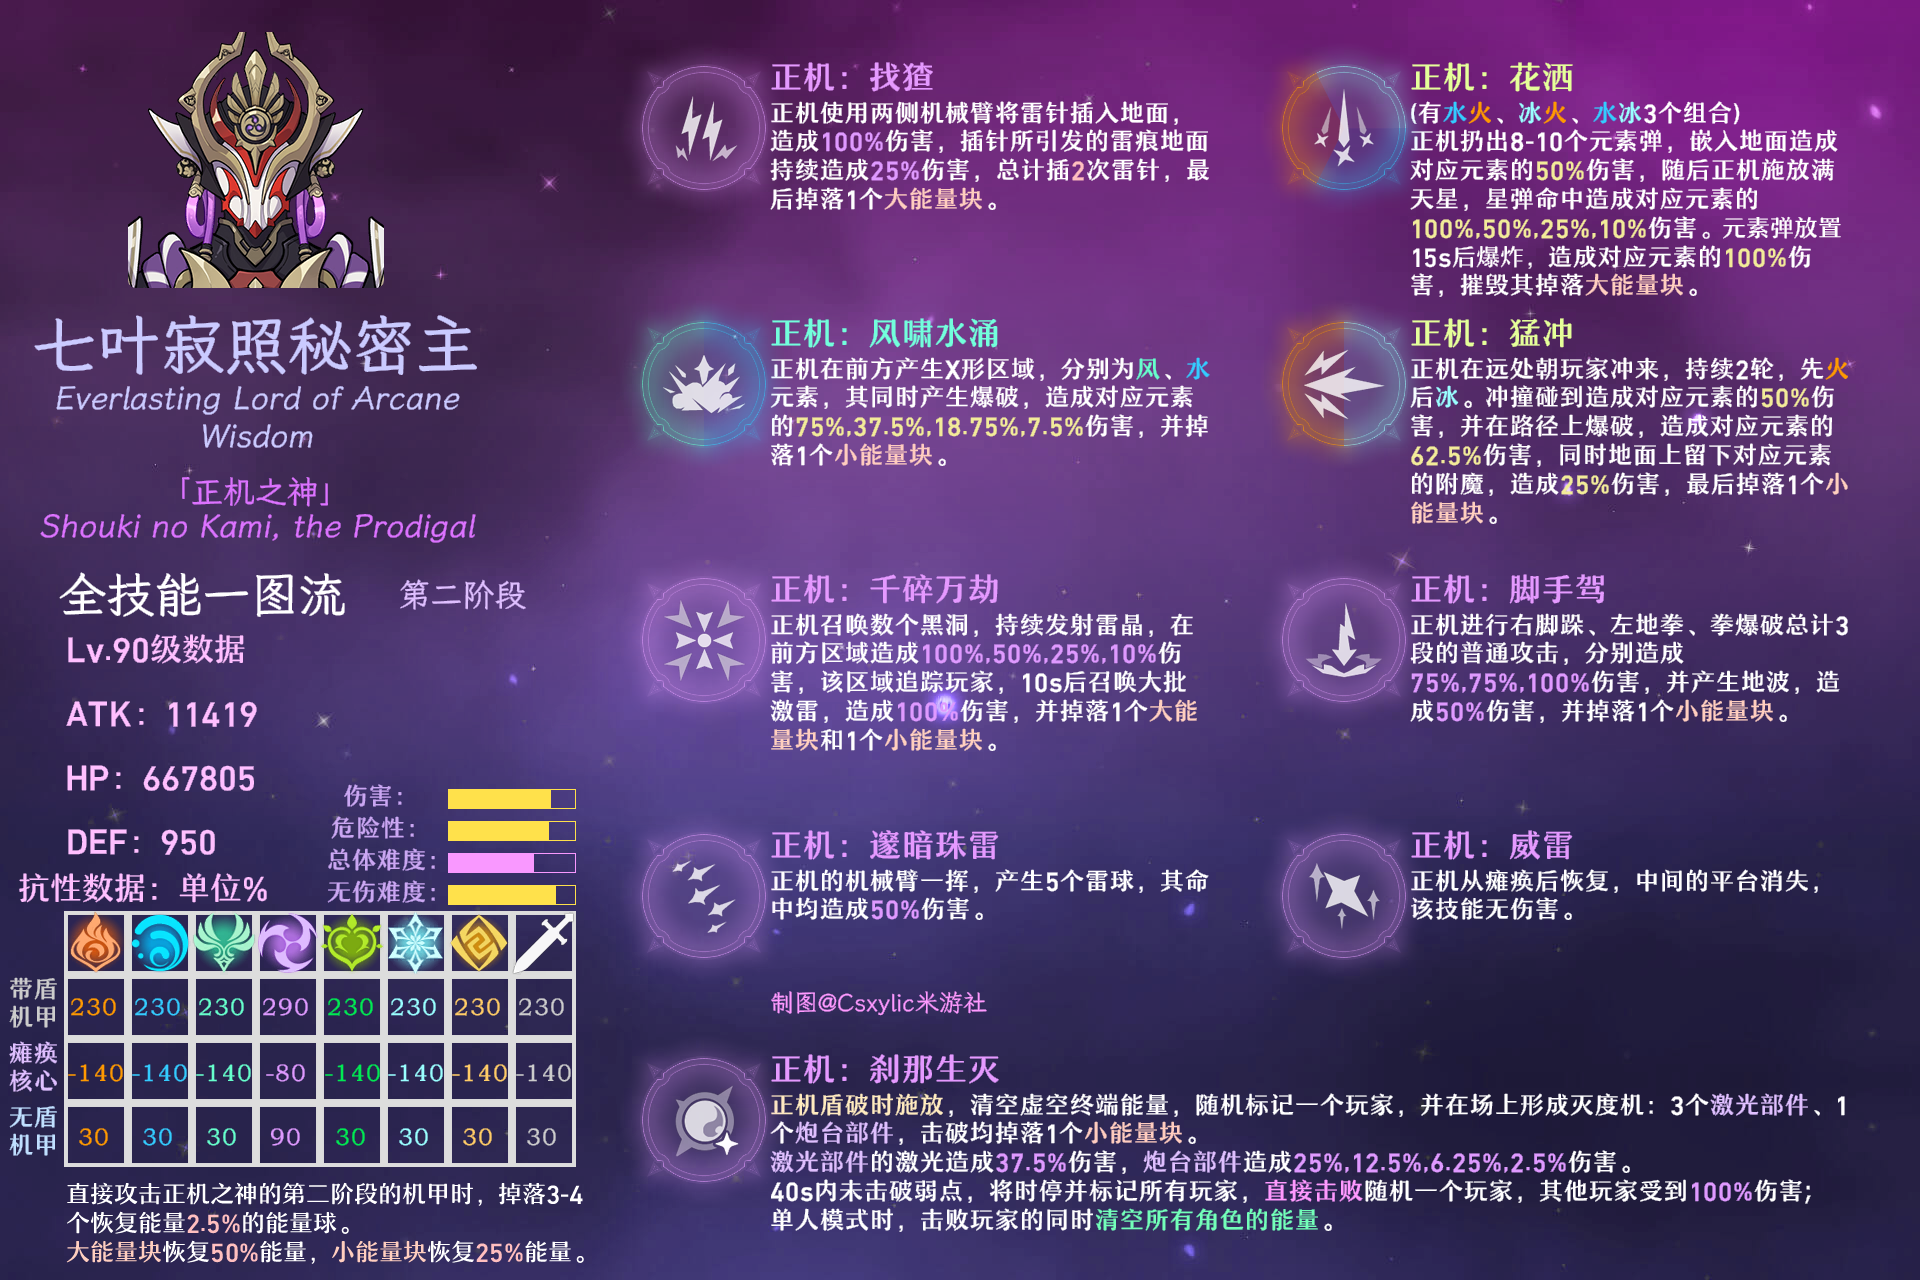 七叶寂照秘密主
Everlasting Lord of Arcane
Wisdom
「正机之神」
Shouki no Kami, the Prodigal
全技能一图流 第二阶段
Lv.90级数据
ATK：11419
HP：667805
DEF：950
伤害：
危险性：
总体难度：
无伤难度：
抗性数据：单位%
带盾
机甲
230 230 230 290 230 230 230 230
瘫痪
核心
-140 -140 -140 -80 -140 -140 -140 -140
无盾
机甲
30 30 30 90 30 30 30 30
直接攻击正机之神的第二阶段的机甲时，掉落3-4
个恢复能量2.5%的能量球。
大能量块恢复50%能量，小能量块恢复25%能量。
正机：找猹
正机使用两侧机械臂将雷针插入地面，
造成100%伤害，插针所引发的雷痕地面
持续造成25%伤害，总计插2次雷针，最
后掉落1个大能量块。
正机：花洒
(有水火、冰火、水冰3个组合)
正机扔出8-10个元素弹，嵌入地面造成
对应元素的50%伤害，随后正机施放满
天星，星弹命中造成对应元素的
100%,50%,25%,10%伤害。元素弹放置
15s后爆炸，造成对应元素的100%伤
害，摧毁其掉落大能量块。
正机：风啸水涌
正机在前方产生X形区域，分别为风、水
元素，其同时产生爆破，造成对应元素
的75%,37.5%,18.75%,7.5%伤害，并掉
落1个小能量块。
正机：猛冲
正机在远处朝玩家冲来，持续2轮，先火
后冰。冲撞碰到造成对应元素的50%伤
害，并在路径上爆破，造成对应元素的
62.5%伤害，同时地面上留下对应元素
的附魔，造成25%伤害，最后掉落1个小
能量块。
正机：千碎万劫
正机召唤数个黑洞，持续发射雷晶，在
前方区域造成100%,50%,25%,10%伤
害，该区域追踪玩家，10s后召唤大批
激雷，造成100%伤害，并掉落1个大能
量块和1个小能量块。
正机：脚手驾
正机进行右脚跺、左地拳、拳爆破总计3
段的普通攻击，分别造成
75%,75%,100%伤害，并产生地波，造
成50%伤害，并掉落1个小能量块。
正机：邃暗珠雷
正机的机械臂一挥，产生5个雷球，其命
中均造成50%伤害。
正机：威雷
正机从瘫痪后恢复，中间的平台消失，
该技能无伤害。
制图@Csxylic米游社
正机：刹那生灭
正机盾破时施放，清空虚空终端能量，随机标记一个玩家，并在场上形成灭度机：3个激光部件、1
个炮台部件，击破均掉落1个小能量块。
激光部件的激光造成37.5%伤害，炮台部件造成25%,12.5%,6.25%,2.5%伤害。
40s内未击破弱点，将时停并标记所有玩家，直接击败随机一个玩家，其他玩家受到100%伤害；
单人模式时，击败玩家的同时清空所有角色的能量。